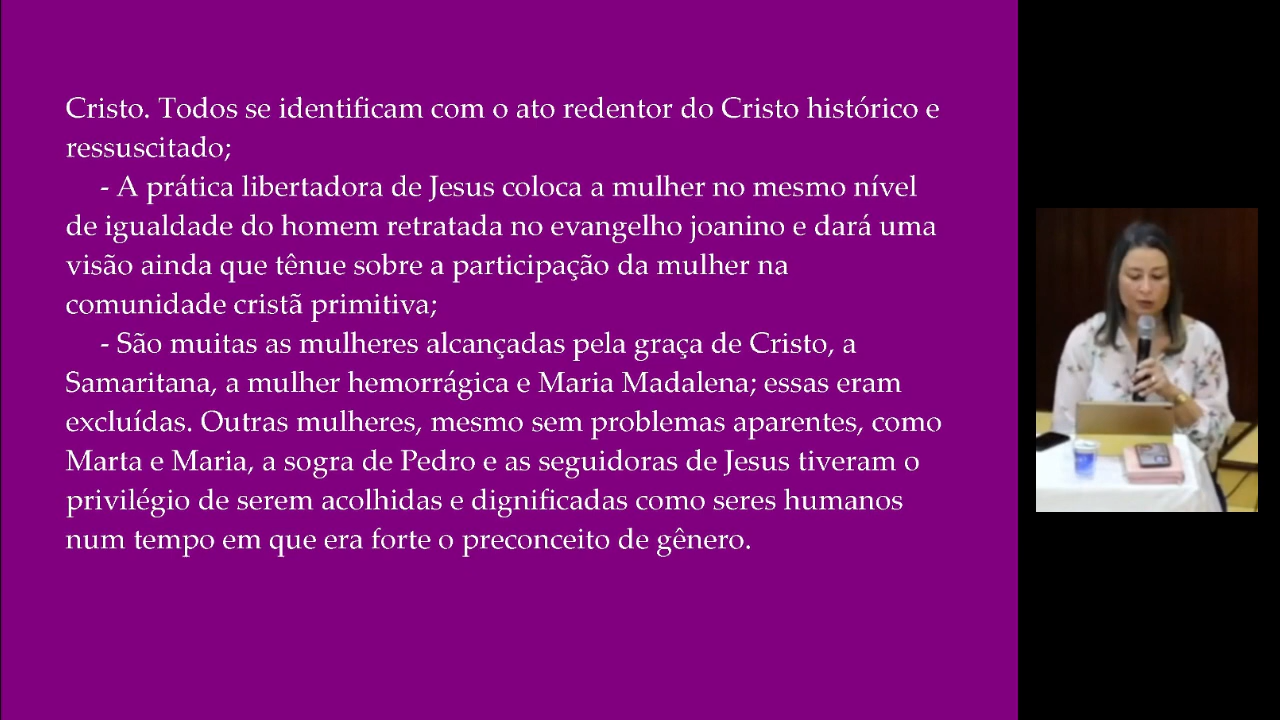 Cristo. Todos se identificam com o ato redentor do Cristo histórico e
ressuscitado;
- A prática libertadora de Jesus coloca a mulher no mesmo nível
de igualdade do homem retratada no evangelho joanino e dará uma
visão ainda que tênue sobre a participação da mulher na
comunidade cristã primitiva;
- São muitas as mulheres alcançadas pela graça de Cristo, a
Samaritana, a mulher hemorrágica e Maria Madalena; essas eram
excluídas. Outras mulheres, mesmo sem problemas aparentes, como
Marta e Maria, a sogra de Pedro e as seguidoras de Jesus tiveram o
privilégio de serem acolhidas e dignificadas como seres humanos
num tempo em que era forte o preconceito de gênero.